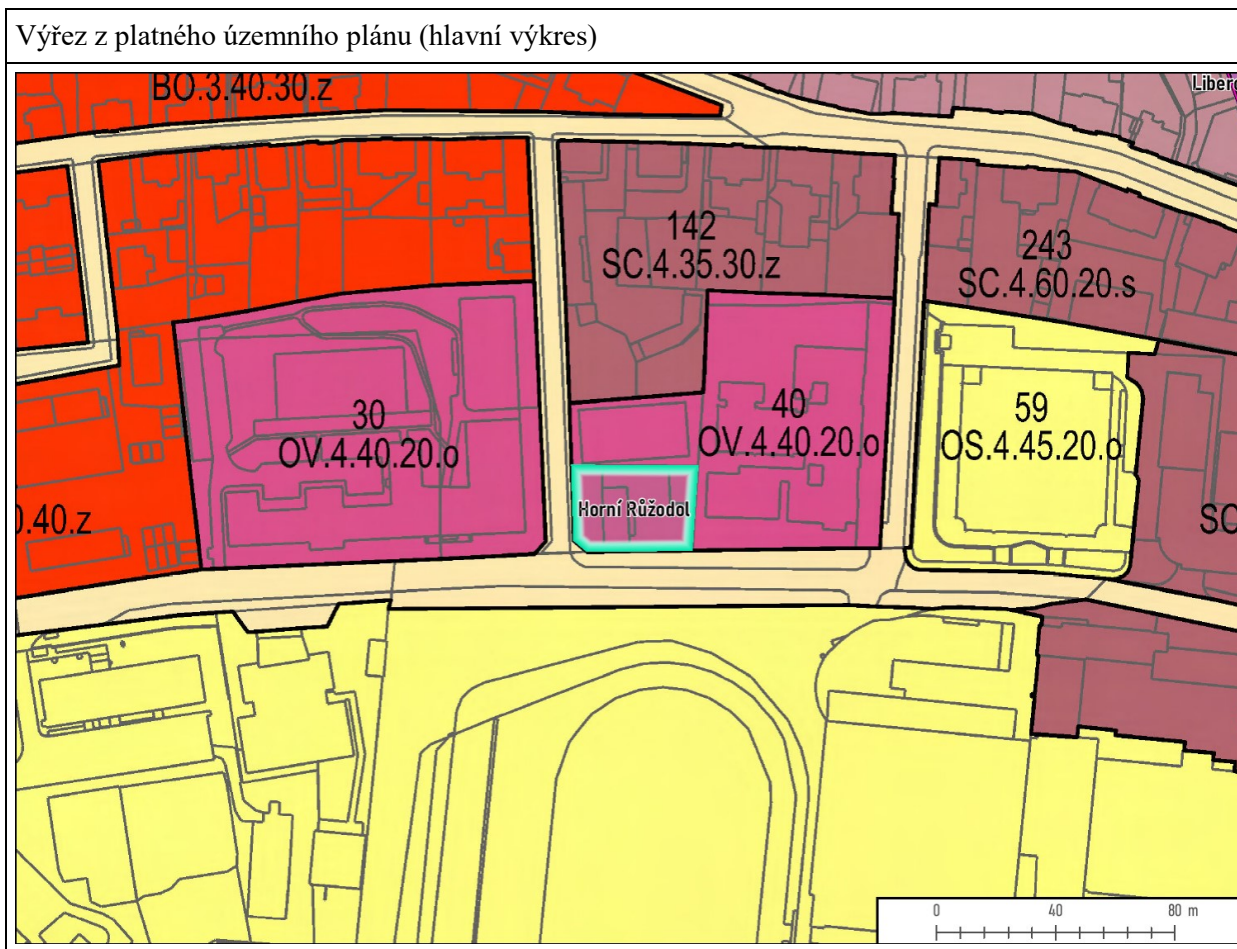 Výřez z platného územního plánu (hlavní výkres)
BO.3.40.30.z
Libere
142
SC.4.35.30.z
243
SC.4.60.20.s
30
OV.4.40.20.o
40
OV.4.40.20.o
59
OS.4.45.20.o
0.40.z
Horní Růžodol
SC
0 40 80 m